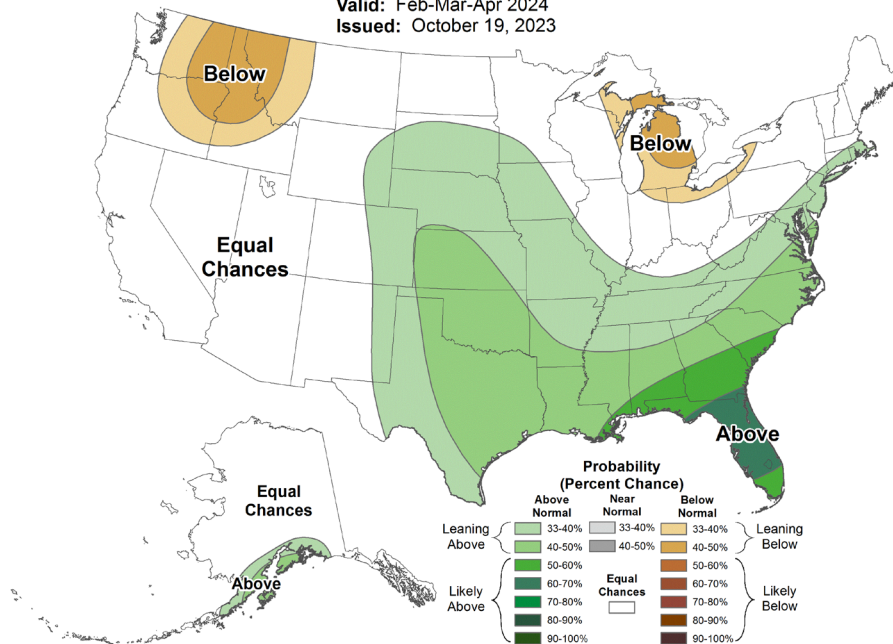 Valid: Feb-Mar-Apr 2024
Issued: October 19, 2023
Below
Below
Equal
Chances
Above
Equal
Chances
Above
Probability
(Percent Chance)
Above
Normal
Near
Normal
Below
Normal
Leaning
Above
33-40%
40-50%
33-40%
40-50%
33-40%
40-50%
Leaning
Below
Likely
Above
50-60%
60-70%
70-80%
80-90%
90-100%
Equal
Chances
50-60%
60-70%
70-80%
80-90%
90-100%
Likely
Below